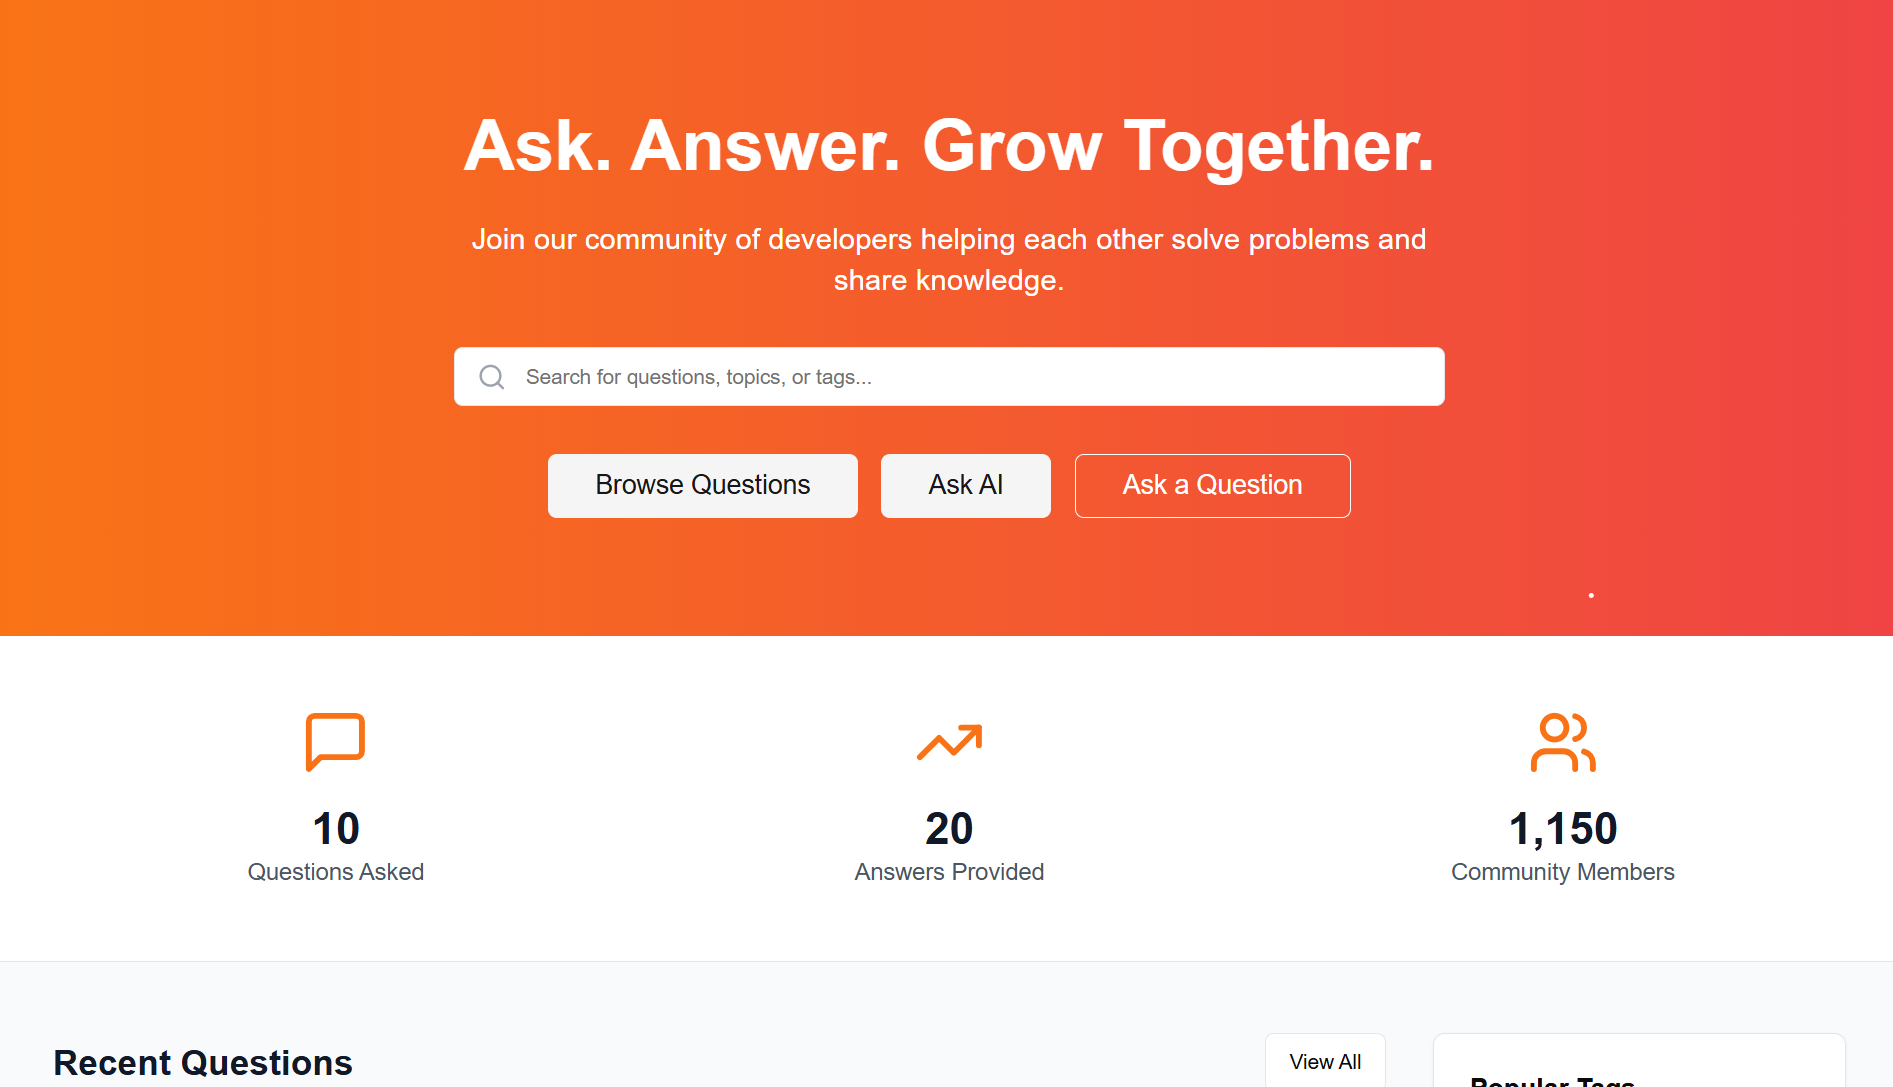 Ask. Answer. Grow Together.
Join our community of developers helping each other solve problems and
share knowledge.
Search for questions, topics, or tags...
Browse Questions
Ask AI
Ask a Question
10
Questions Asked
20
Answers Provided
1,150
Community Members
Recent Questions
View All
Popular Tags